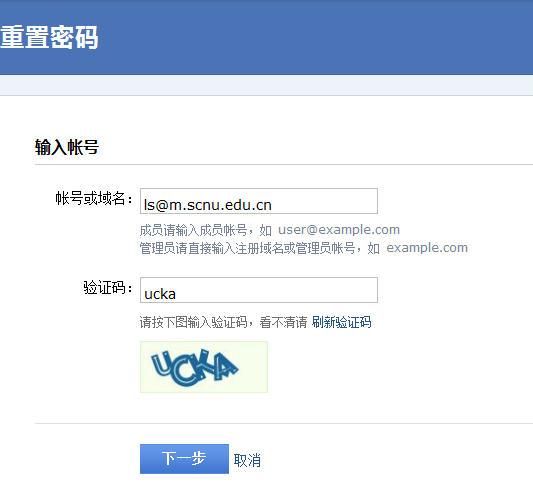 重置密码
输入帐号
帐号或域名：ls@m.scnu.edu.cn
成员请输入成员帐号，如 user@example.com
管理员请直接输入注册域名或管理员帐号，如 example.com
验证码：ucka
请按下图输入验证码，看不清请 刷新验证码
UCKA
下一步 取消